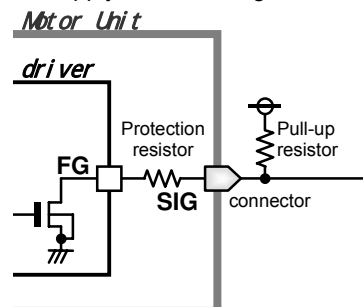 Motor Unit
driver
Protection
resistor
Pull-up
resistor
FG
SIG
connector